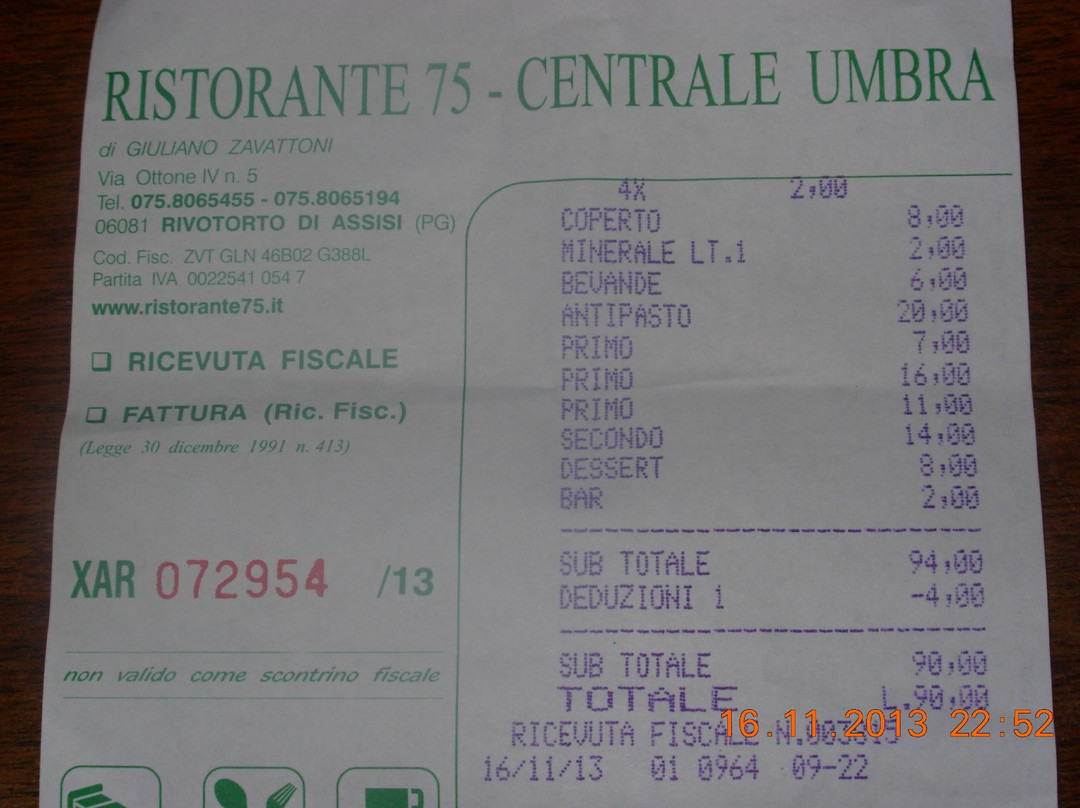 RISTORANTE 75 - CENTRALE UMBRA
di GIULIANO ZAVATTONI
Via Ottone IV n. 5
Tel. 075.8065455 - 075.8065194
06081 RIVOTORTO DI ASSISI (PG)
Cod. Fisc. ZVT GLN 46B02 G388L
Partita IVA 0022541 054 7
www.ristorante75.it
❏ RICEVUTA FISCALE
❏ FATTURA (Ric. Fisc.)
(Legge 30 dicembre 1991 n. 413)
XAR 072954 /13
non valido come scontrino fiscale
4X 2,00
COPERTO 8,00
MINERALE LT.1 2,00
BEVANDE 6,00
ANTIPASTO 20,00
PRIMO 7,00
PRIMO 16,00
PRIMO 11,00
SECONDO 14,00
DESSERT 8,00
BAR 2,00
SUB TOTALE 94,00
DEDUZIONI 1 -4,00
SUB TOTALE 90,00
TOTALE L.90,00
16.11.2013 22:52
RICEVUTA FISCALE
16/11/13 01 0964 09-22